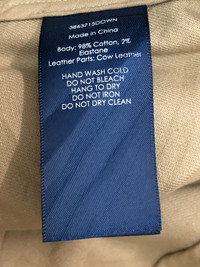 386371SDOWN
Made in China
Body: 98% Cotton, 2%
Elastane
Leather Parts: Cow Leather
HAND WASH COLD
DO NOT BLEACH
HANG TO DRY
DO NOT IRON
DO NOT DRY CLEAN